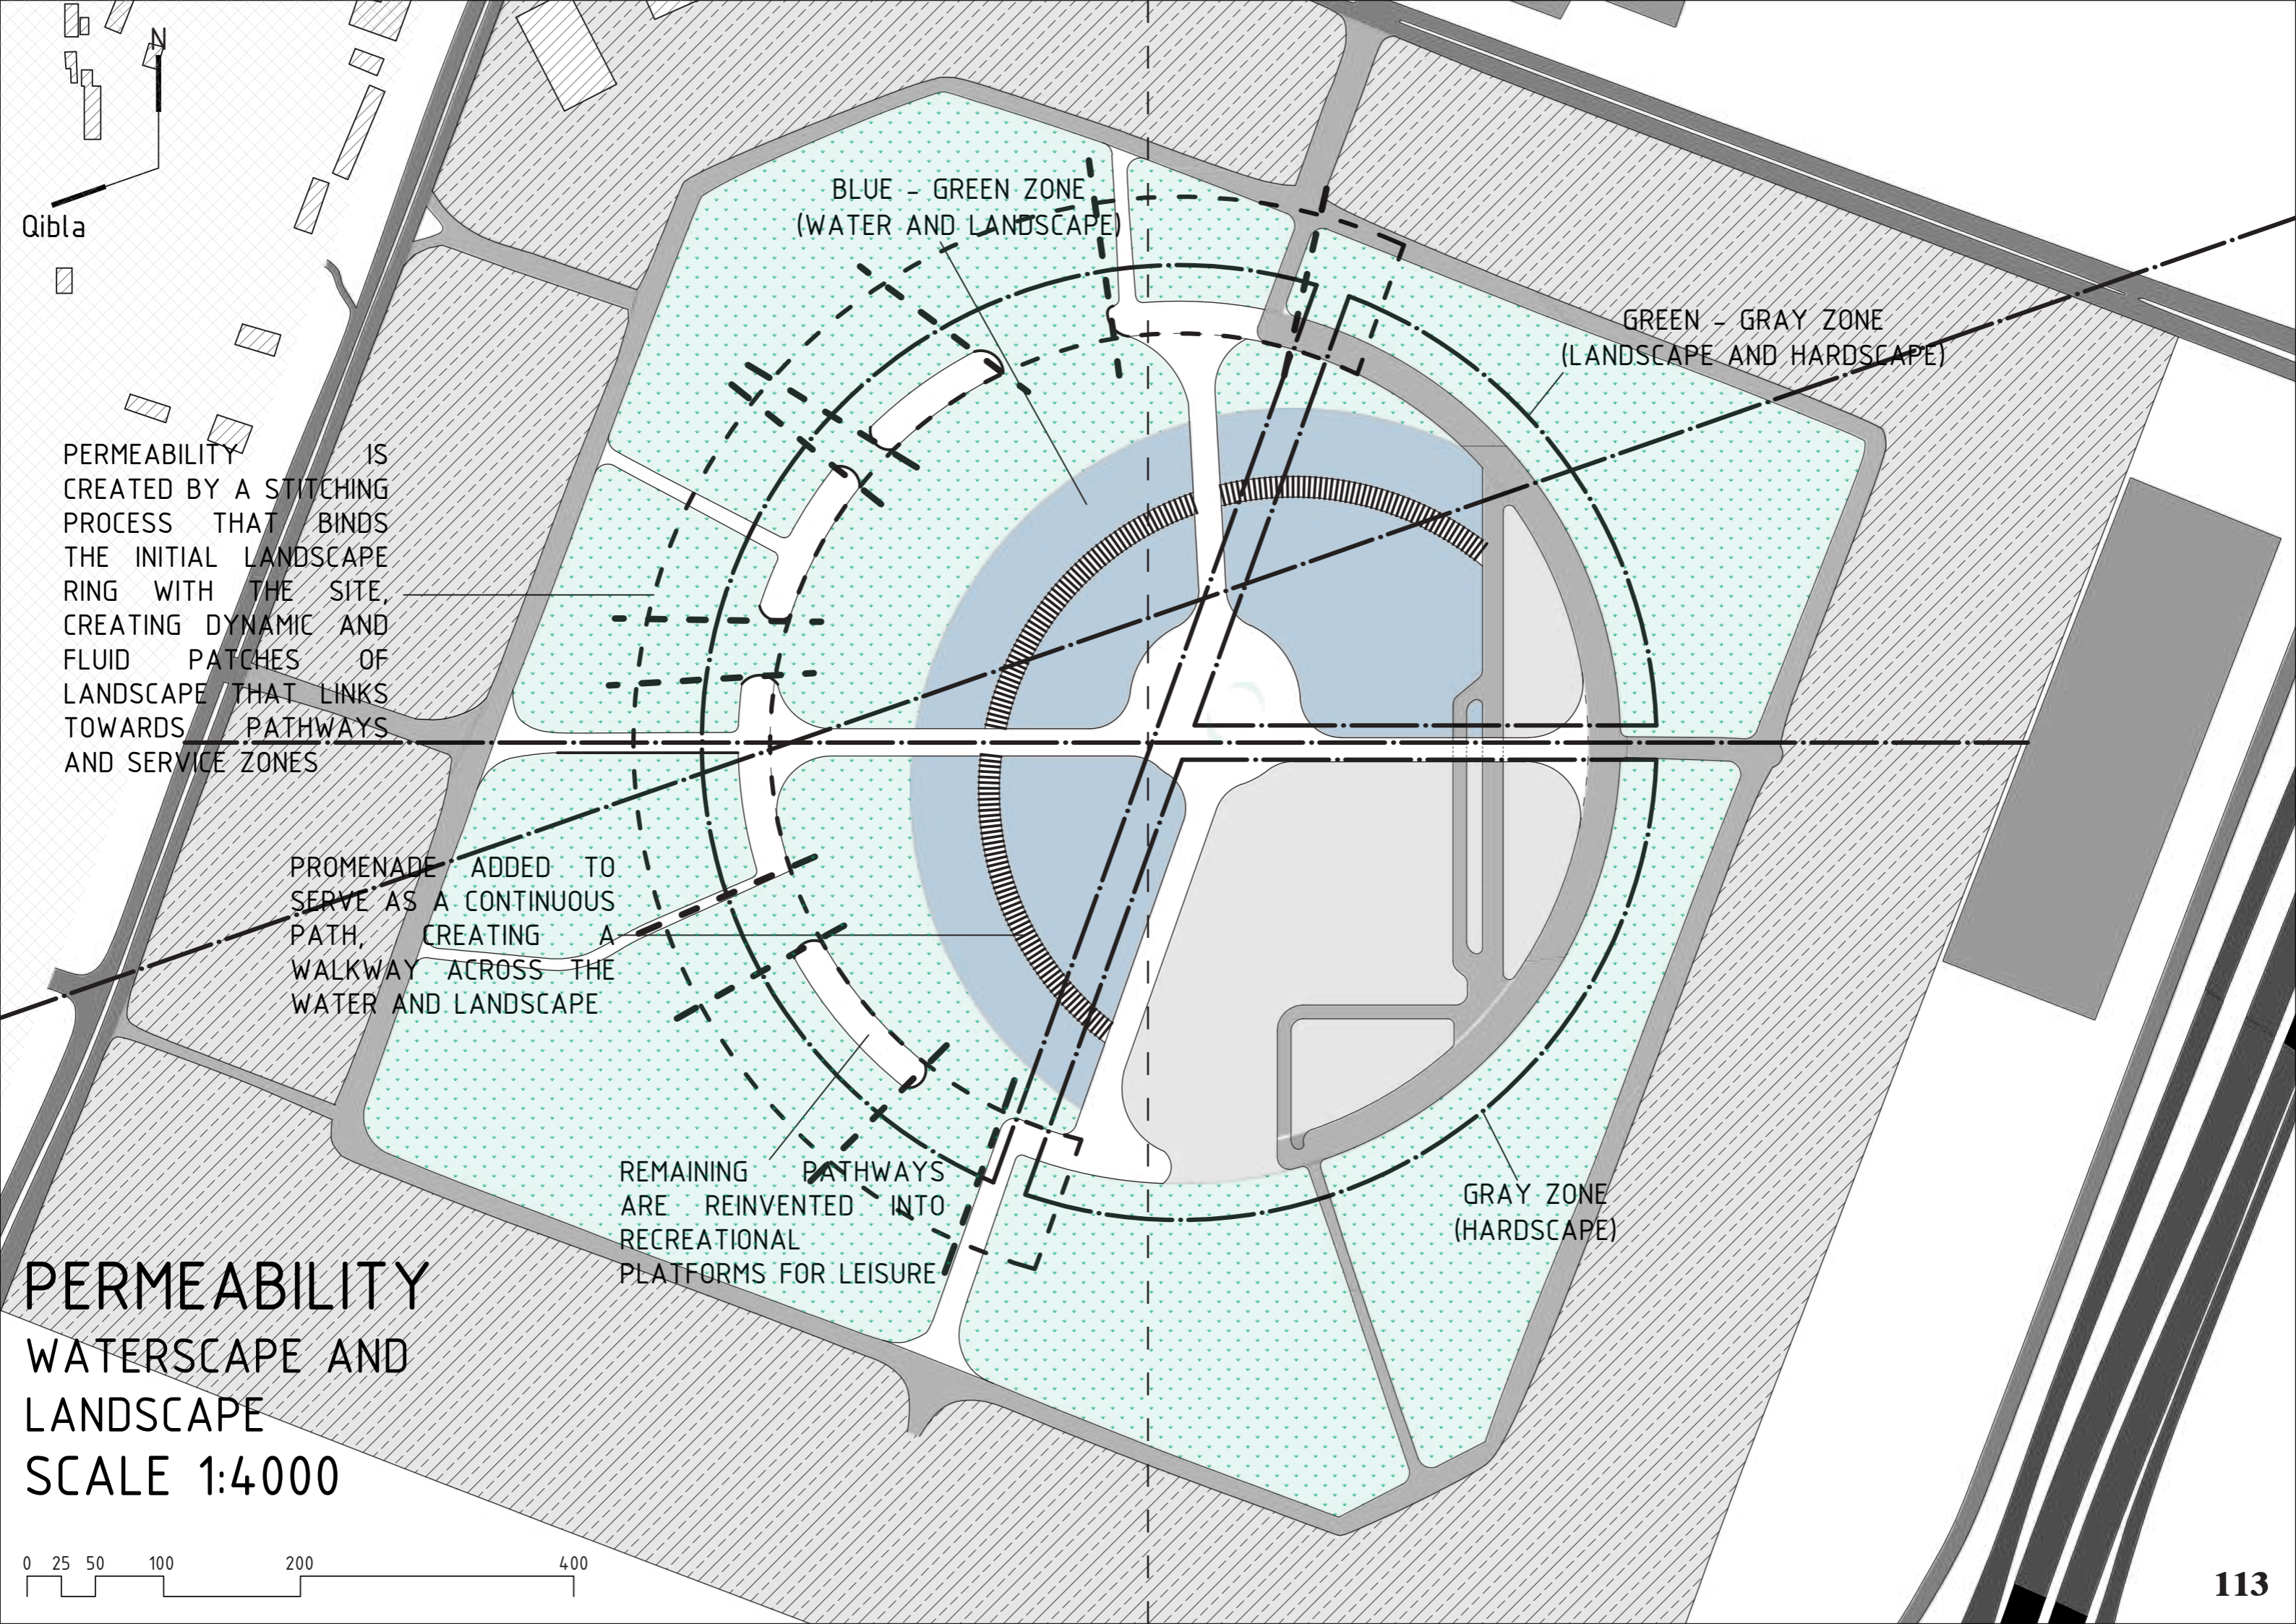 N
Qibla
BLUE - GREEN ZONE
(WATER AND LANDSCAPE)
GREEN - GRAY ZONE
(LANDSCAPE AND HARDSCAPE)
PERMEABILITY IS
CREATED BY A STITCHING
PROCESS THAT BINDS
THE INITIAL LANDSCAPE
RING WITH THE SITE,
CREATING DYNAMIC AND
FLUID PATCHES OF
LANDSCAPE THAT LINKS
TOWARDS PATHWAYS
AND SERVICE ZONES
PROMENADE ADDED TO
SERVE AS A CONTINUOUS
PATH, CREATING A
WALKWAY ACROSS THE
WATER AND LANDSCAPE
REMAINING PATHWAYS
ARE REINVENTED INTO
RECREATIONAL
PLATFORMS FOR LEISURE
GRAY ZONE
(HARDSCAPE)
PERMEABILITY
WATERSCAPE AND
LANDSCAPE
SCALE 1:4000
0 25 50 100 200 400
113